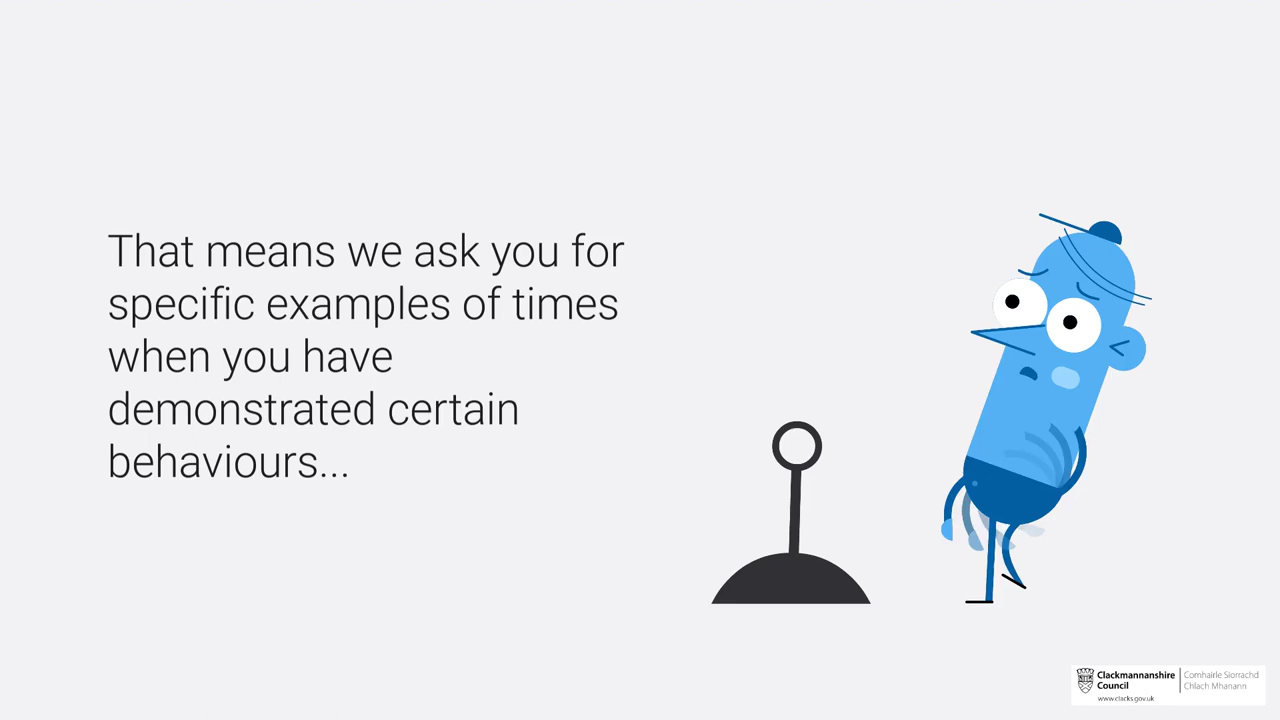 That means we ask you for
specific examples of times
when you have
demonstrated certain
behaviours...
Clackmannanshire
Council
www.clacks.gov.uk
Comhairle Siorrachd
Chlach Mhanann